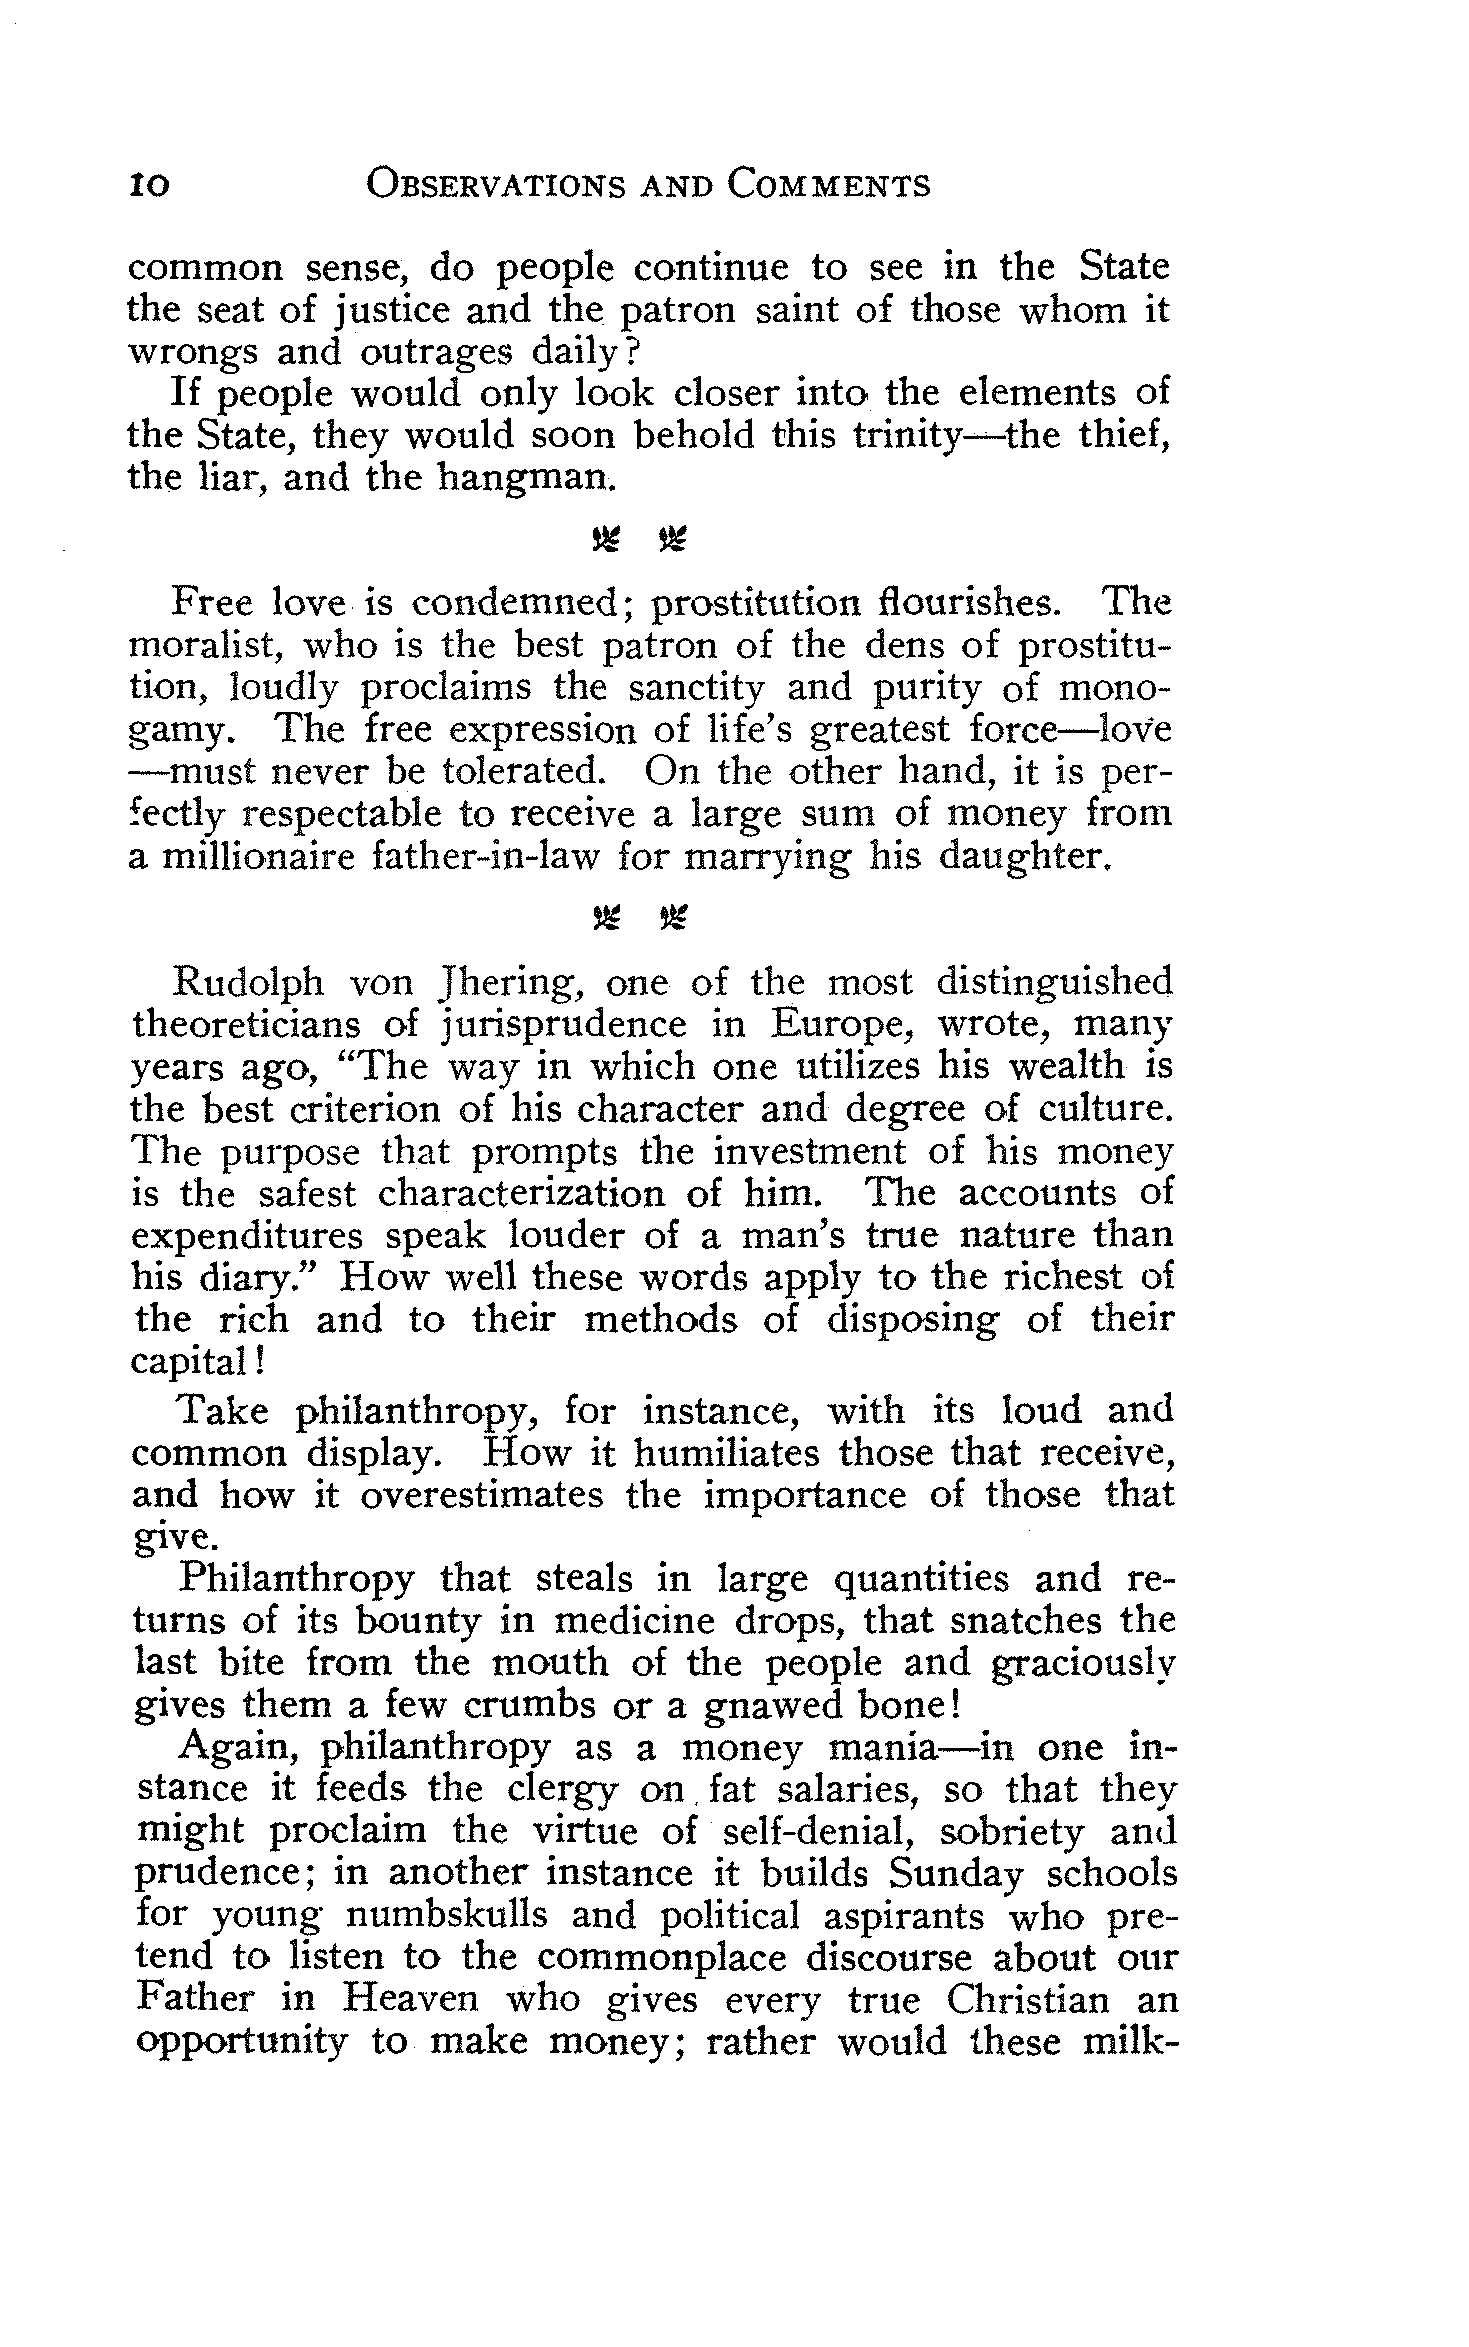 10 OBSERVATIONS AND COMMENTS
common sense, do people continue to see in the State
the seat of justice and the patron saint of those whom it
wrongs and outrages daily?
If people would only look closer into the elements of
the State, they would soon behold this trinity—the thief,
the liar, and the hangman.
Free love is condemned; prostitution flourishes. The
moralist, who is the best patron of the dens of prostitu-
tion, loudly proclaims the sanctity and purity of mono-
gamy. The free expression of life's greatest force—love
—must never be tolerated. On the other hand, it is per-
fectly respectable to receive a large sum of money from
a millionaire father-in-law for marrying his daughter.
Rudolph von Jhering, one of the most distinguished
theoreticians of jurisprudence in Europe, wrote, many
years ago, "The way in which one utilizes his wealth is
the best criterion of his character and degree of culture.
The purpose that prompts the investment of his money
is the safest characterization of him. The accounts of
expenditures speak louder of a man's true nature than
his diary." How well these words apply to the richest of
the rich and to their methods of disposing of their
capital!
Take philanthropy, for instance, with its loud and
common display. How it humiliates those that receive,
and how it overestimates the importance of those that
give.
Philanthropy that steals in large quantities and re-
turns of its bounty in medicine drops, that snatches the
last bite from the mouth of the people and graciously
gives them a few crumbs or a gnawed bone!
Again, philanthropy as a money mania—in one in-
stance it feeds the clergy on fat salaries, so that they
might proclaim the virtue of self-denial, sobriety and
prudence; in another instance it builds Sunday schools
for young numbskulls and political aspirants who pre-
tend to listen to the commonplace discourse about our
Father in Heaven who gives every true Christian an
opportunity to make money; rather would these milk-